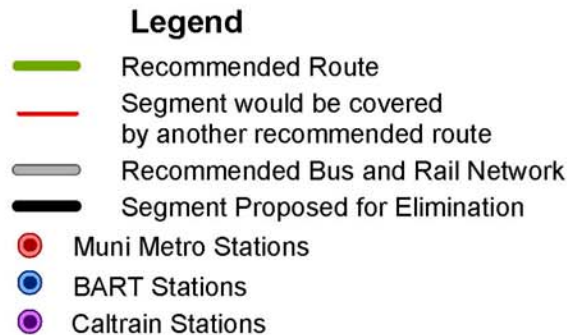 Legend
Recommended Route
Segment would be covered
by another recommended route
Recommended Bus and Rail Network
Segment Proposed for Elimination
Muni Metro Stations
BART Stations
Caltrain Stations